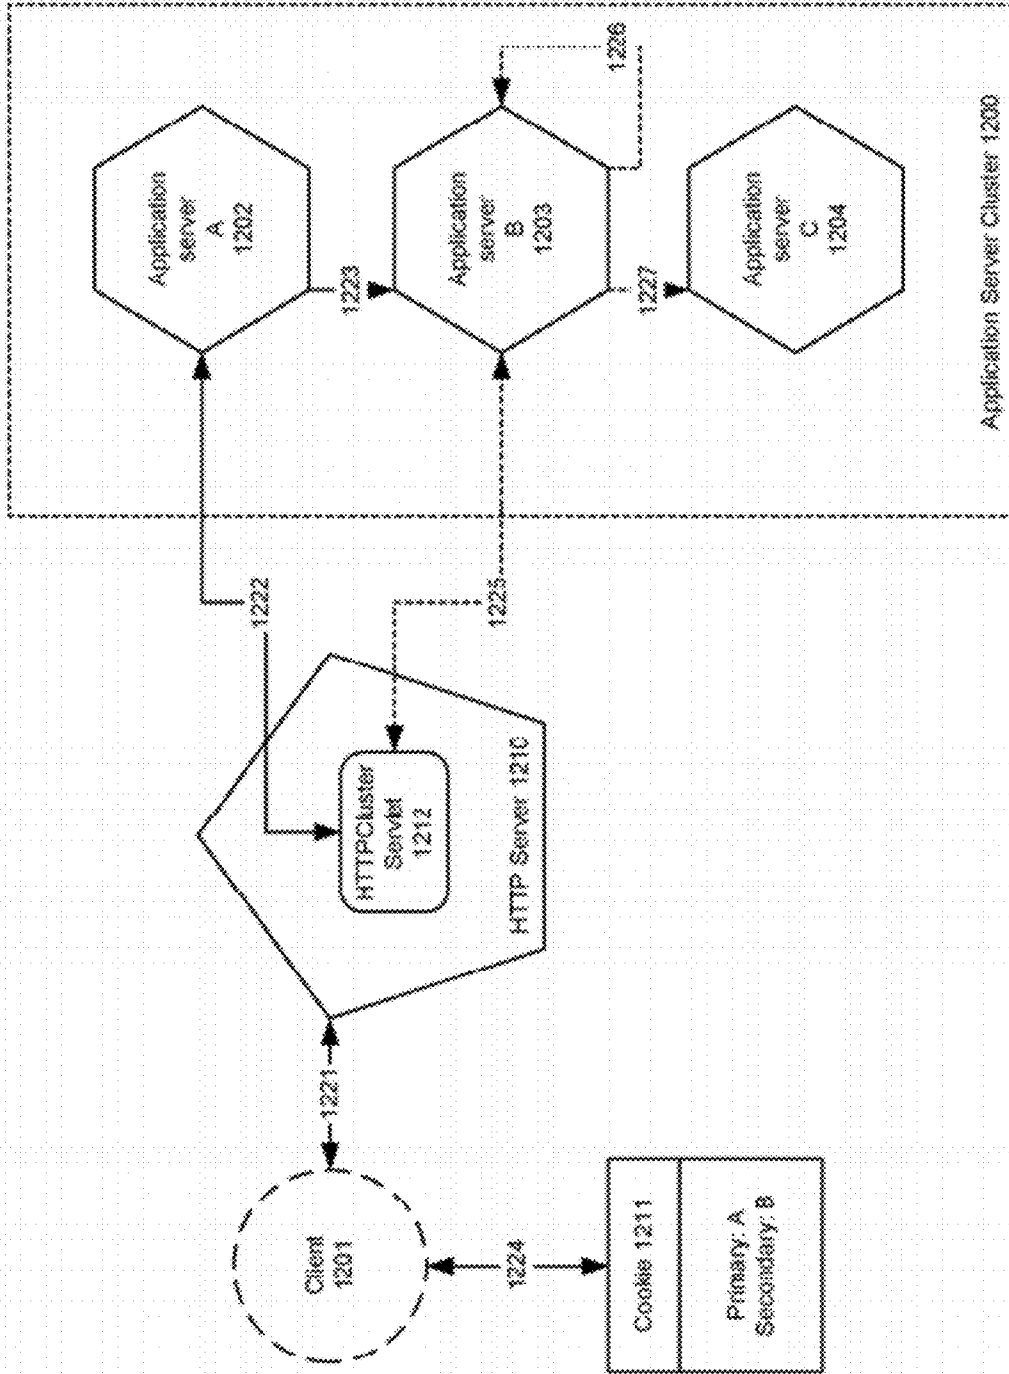 Client
1201
1221
1224
Cookie 1211
Primary: A
Secondary: B
HTTPCluster
Servlet
1212
HTTP Server 1210
1222
1225
Application
server
A
1202
1223
Application
server
B
1203
1226
1227
Application
server
C
1204
Application Server Cluster 1200